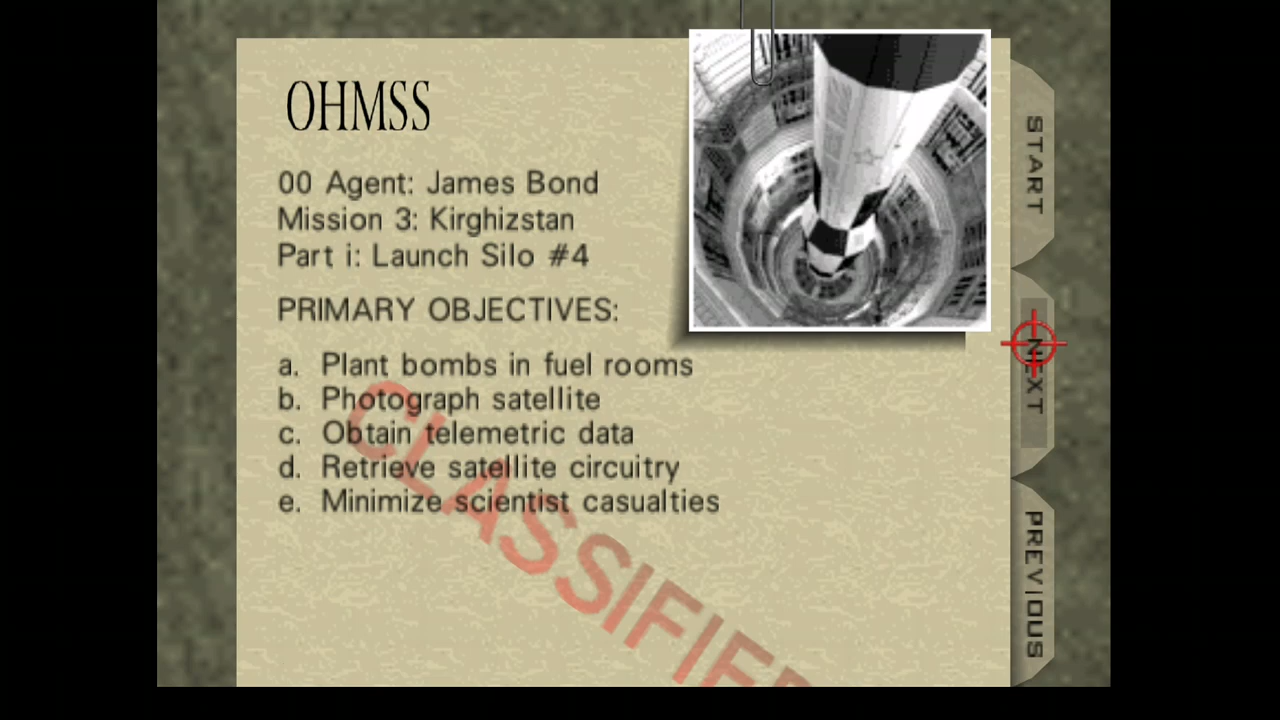 OHMSS
00 Agent: James Bond
Mission 3: Kirghizstan
Part i: Launch Silo #4
PRIMARY OBJECTIVES:
a. Plant bombs in fuel rooms
b. Photograph satellite
c. Obtain telemetric data
d. Retrieve satellite circuitry
e. Minimize scientist casualties
CLASSIFIE
START
NEXT
PREVIOUS